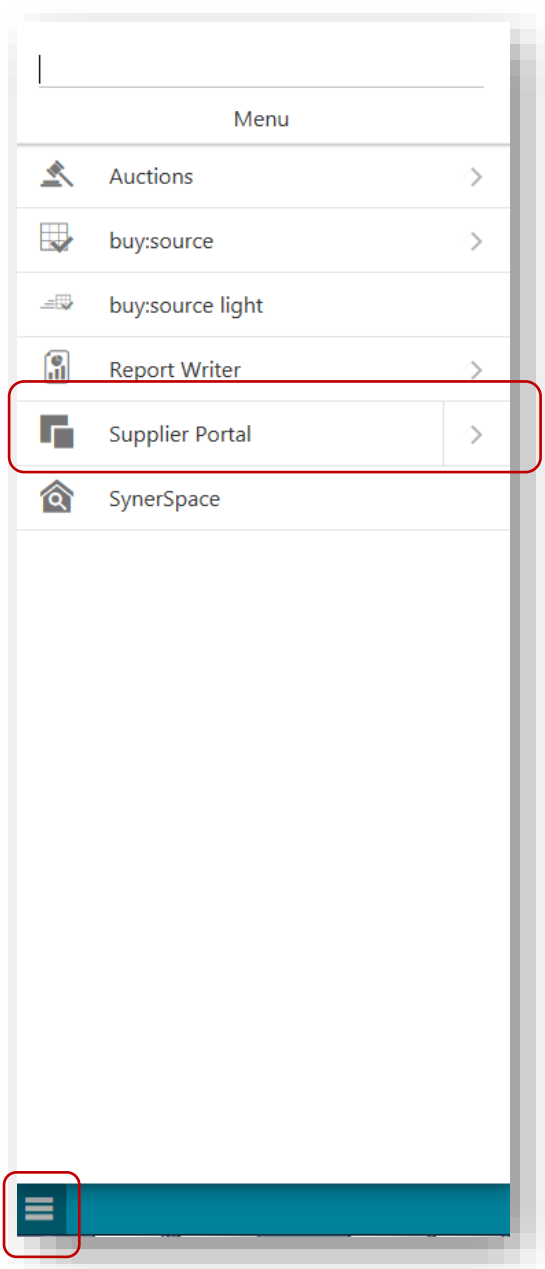 Menu
Auctions
buy:source
buy:source light
Report Writer
Supplier Portal
SynerSpace